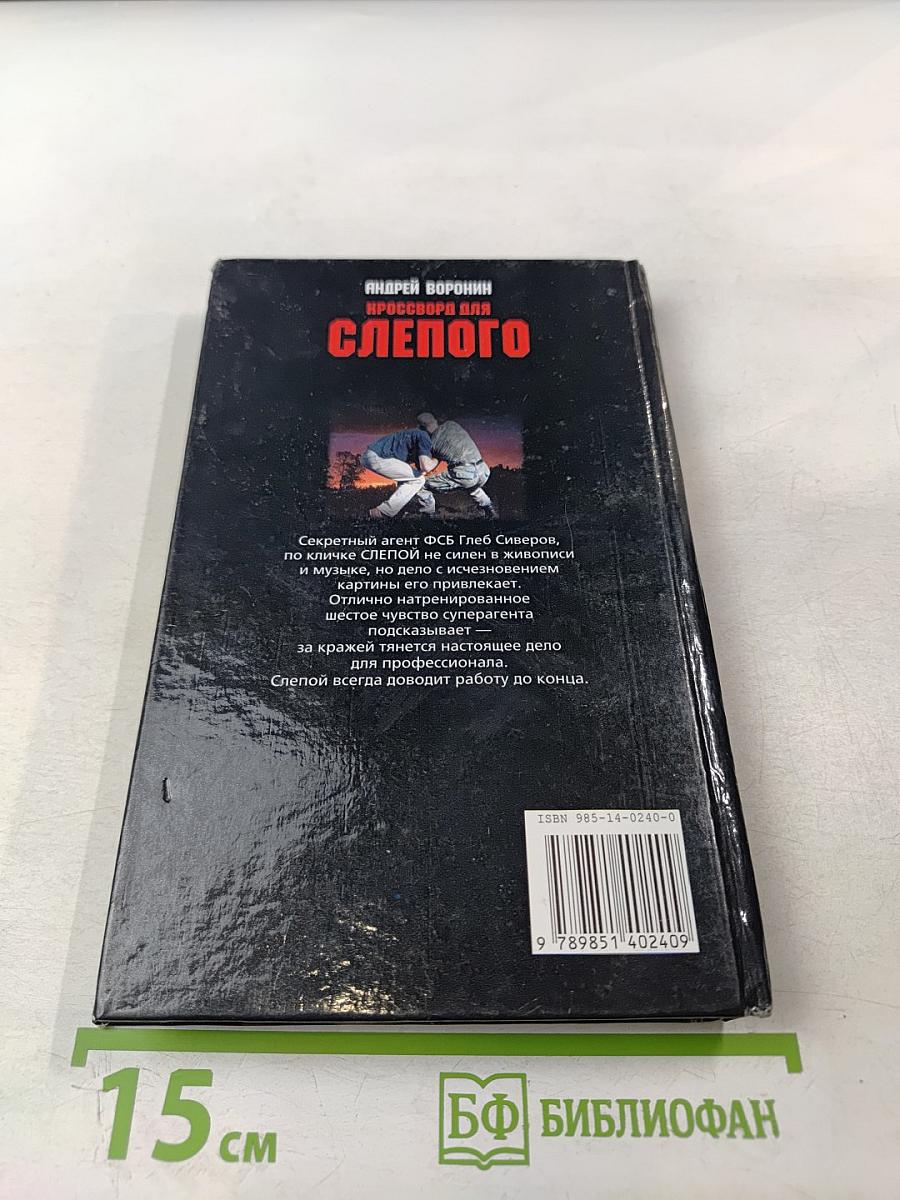 АНДРЕЙ ВОРОНИН
КРОССВОРД ДЛЯ
СЛЕПОГО
Секретный агент ФСБ Глеб Сиверов,
по кличке СЛЕПОЙ не силен в живописи
и музыке, но дело с исчезновением
картины его привлекает.
Отлично натренированное
шестое чувство суперагента
подсказывает —
за кражей тянется настоящее дело
для профессионала.
Слепой всегда доводит работу до конца.
ISBN 985-14-0240-0
9 789851 402409
15 см
БФ БИБЛИОФАН